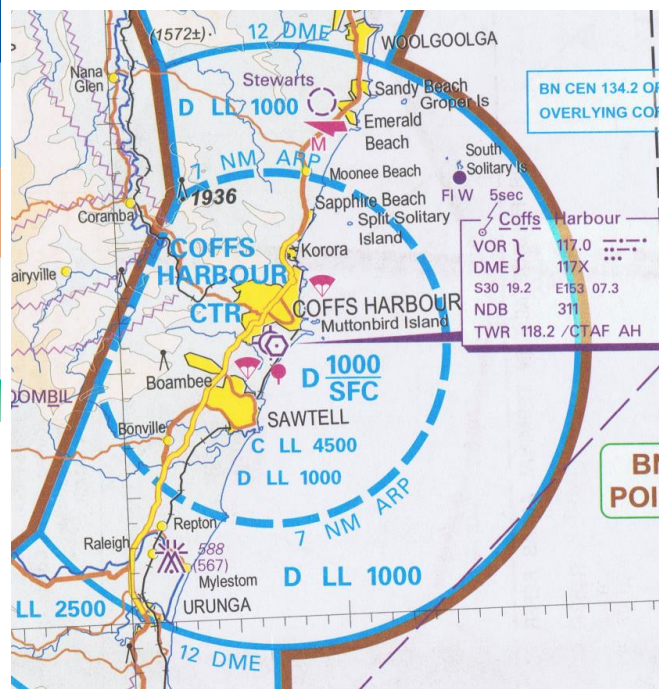 (1572±)
12 DME
WOOLGOOLGA
Nana
Glen
Stewarts
Sandy Beach
Groper Is
BN CEN 134.2 O
OVERLYING CO
D LL 1000
Emerald
Beach
M
7 NM ARP
Moonee Beach
South
Solitary Is
1936
Fl W 5sec
Coramba
Sapphire Beach
Split Solitary
Island
Coffs Harbour
COFFS
HARBOUR
Korora
VOR
DME
117.0
117X
airyville
S30 19.2 E153 07.3
CTR
COFFS HARBOUR
Muttonbird Island
NDB 311
TWR 118.2 /CTAF AH
D 1000
SFC
Boambee
OOMBIL
SAWTELL
Bonville
C LL 4500
D LL 1000
BN
POI
7 NM ARP
Repton
Raleigh
588
(567)
Mylestom
D LL 1000
LL 2500
URUNGA
12 DME